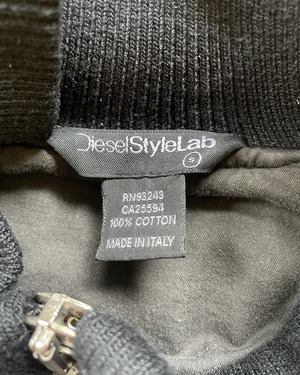 DieselStyleLab
S
RN93243
CA25594
100% COTTON
MADE IN ITALY